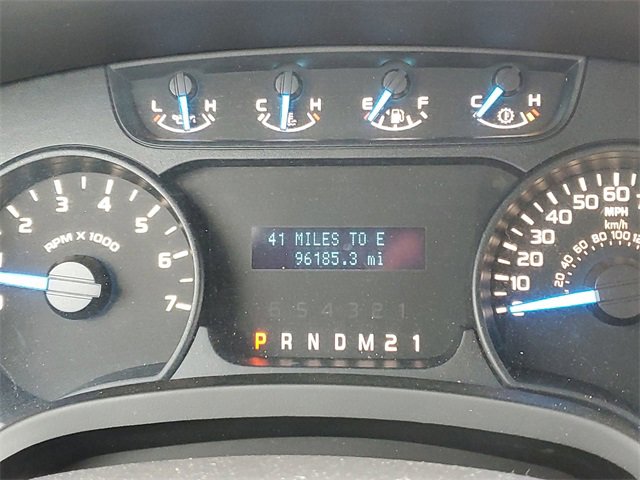 L H C H E F C H
2 3 4 5 6 7
RPM X 1000
41 MILES TO E
96185.3 mi
6 5 4 3 2 1
P R N D M 2 1
0 10 20 30 40 50 60
MPH
km/h
20 40 60 80 100